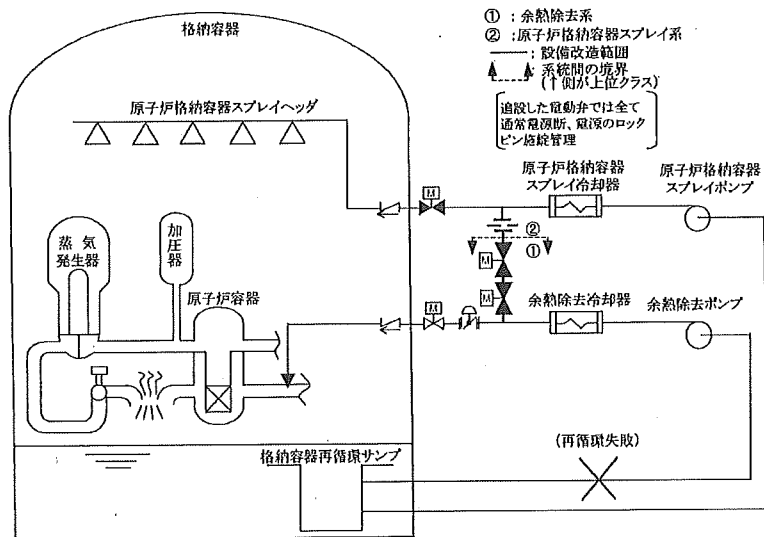 格納容器
①：余熱除去系
②：原子炉格納容器スプレイ系
：設備改造範囲
：系統間の境界
（↑側が上位クラス）
追設した電動弁では全て
通常電源断、電源のロック
ピン施錠管理
原子炉格納容器スプレイヘッダ
原子炉格納容器
スプレイ冷却器
原子炉格納容器
スプレイポンプ
M
②
①
M
M
蒸気
発生器
加圧器
原子炉容器
M
余熱除去冷却器
余熱除去ポンプ
(再循環失敗)
格納容器再循環サンプ